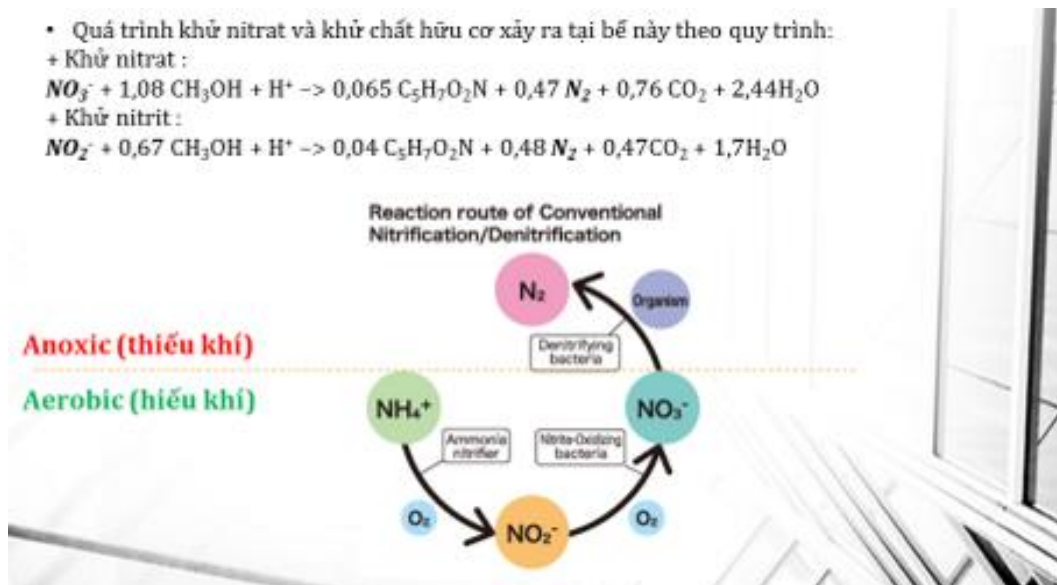 • Quá trình khử nitrat và khử chất hữu cơ xảy ra tại bể này theo quy trình:
+ Khử nitrat :
NO₃⁻ + 1,08 CH₃OH + H⁺ –> 0,065 C₅H₇O₂N + 0,47 N₂ + 0,76 CO₂ + 2,44H₂O
+ Khử nitrit :
NO₂⁻ + 0,67 CH₃OH + H⁺ –> 0,04 C₅H₇O₂N + 0,48 N₂ + 0,47CO₂ + 1,7H₂O
Reaction route of Conventional
Nitrification/Denitrification
N₂
Organism
Denitrifying
bacteria
Anoxic (thiếu khí)
Aerobic (hiếu khí)
NH₄⁺
NO₃⁻
Ammonia
nitrifier
Nitrite-Oxidizing
bacteria
O₂
O₂
NO₂⁻